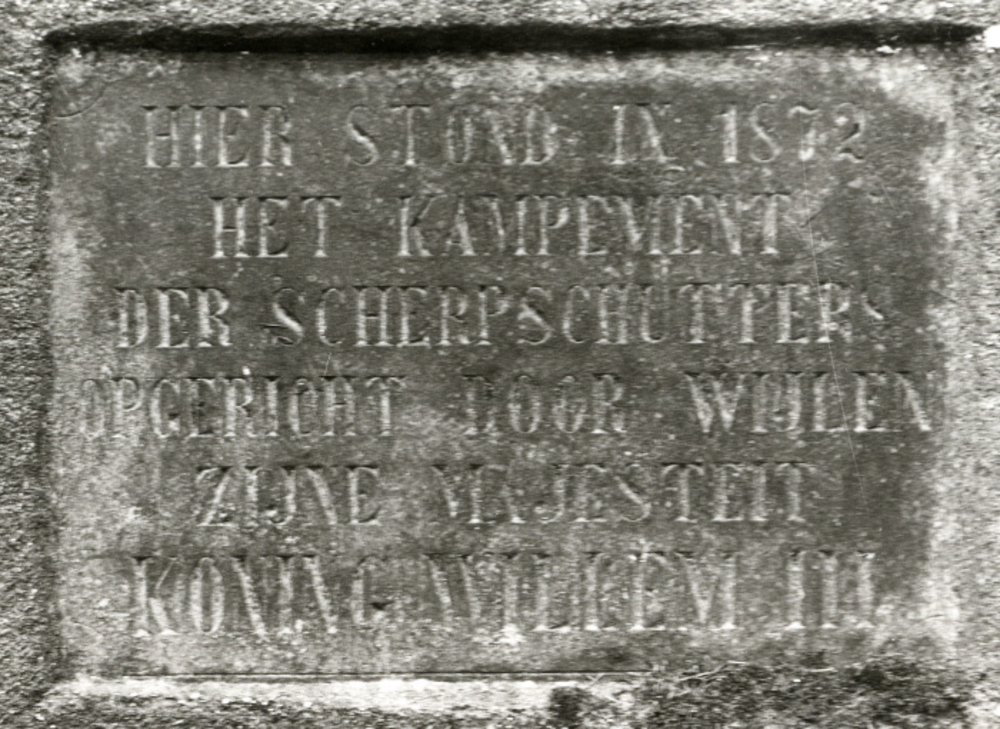 HIER STOND IN 1872
HET KAMPEMENT
DER SCHERPSCHUTTERS
OPGERICHT DOOR WIJLEN
ZIJNE MAJESTEIT
KONING WILLEM III